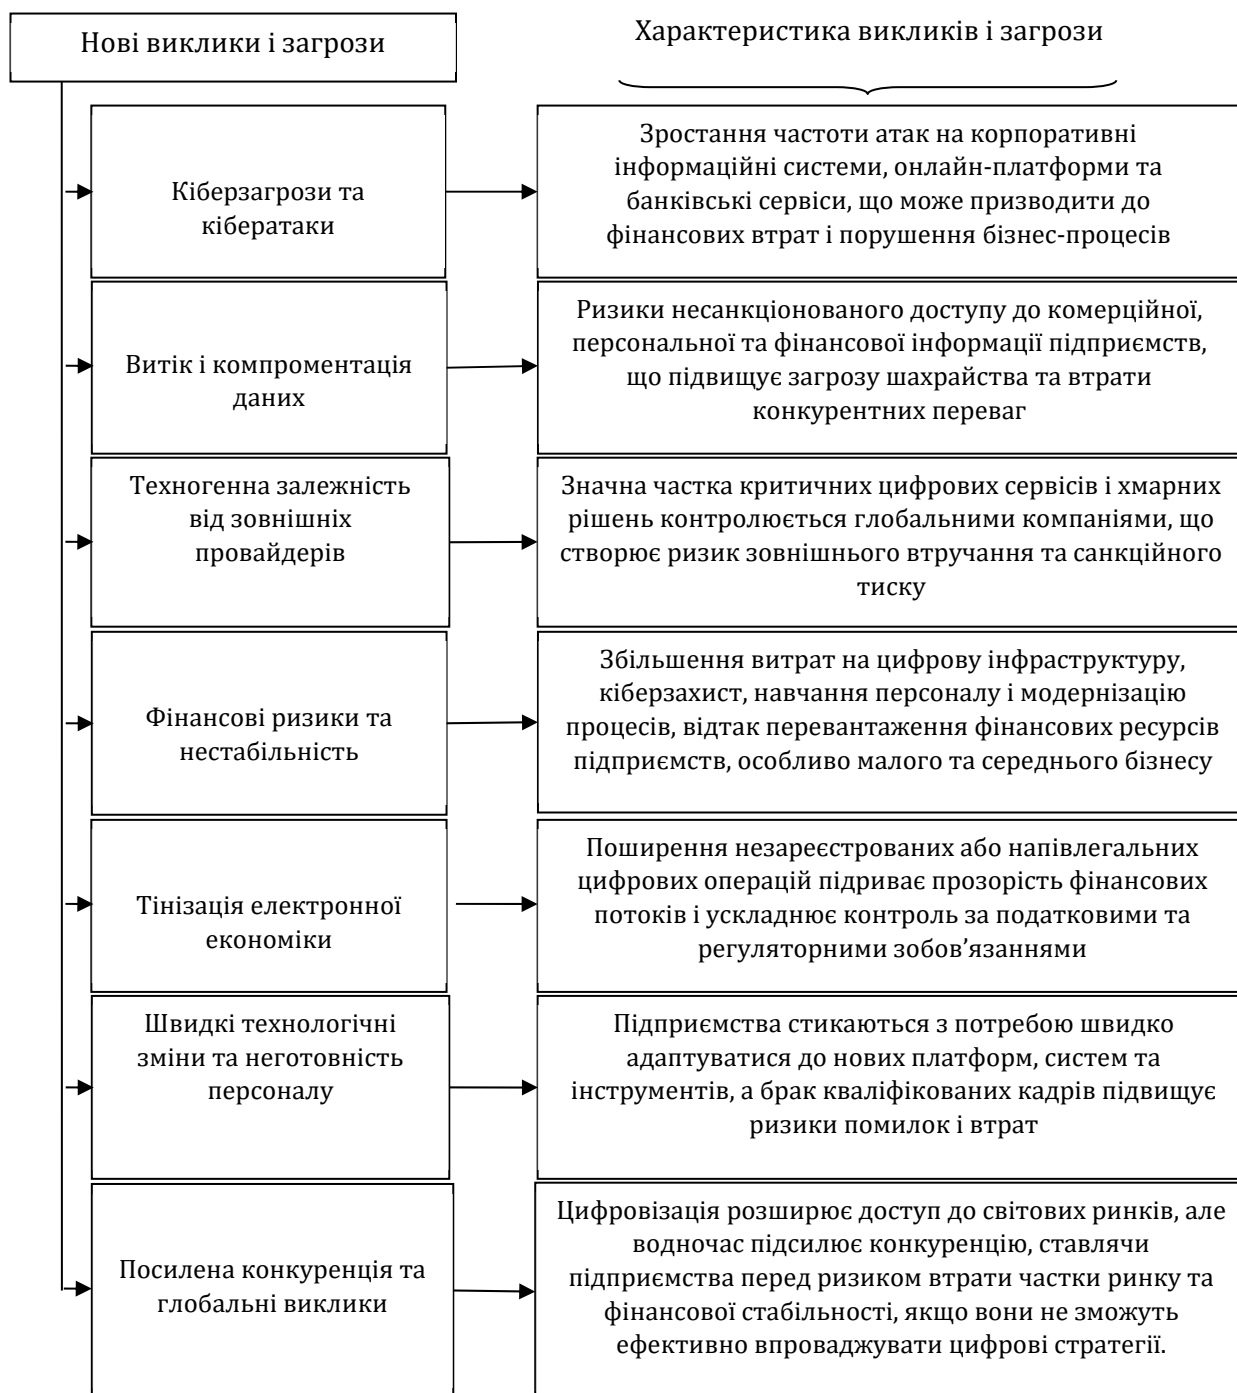 Нові виклики і загрози
Характеристика викликів і загрози
Кіберзагрози та
кібератаки
Зростання частоти атак на корпоративні
інформаційні системи, онлайн-платформи та
банківські сервіси, що може призводити до
фінансових втрат і порушення бізнес-процесів
Витік і компроментація
даних
Ризики несанкціонованого доступу до комерційної,
персональної та фінансової інформації підприємств,
що підвищує загрозу шахрайства та втрати
конкурентних переваг
Техногенна залежність
від зовнішніх
провайдерів
Значна частка критичних цифрових сервісів і хмарних
рішень контролюється глобальними компаніями, що
створює ризик зовнішнього втручання та санкційного
тиску
Фінансові ризики та
нестабільність
Збільшення витрат на цифрову інфраструктуру,
кіберзахист, навчання персоналу і модернізацію
процесів, відтак перевантаження фінансових ресурсів
підприємств, особливо малого та середнього бізнесу
Тінізація електронної
економіки
Поширення незареєстрованих або напівлегальних
цифрових операцій підриває прозорість фінансових
потоків і ускладнює контроль за податковими та
регуляторними зобов’язаннями
Швидкі технологічні
зміни та неготовність
персоналу
Підприємства стикаються з потребою швидко
адаптуватися до нових платформ, систем та
інструментів, а брак кваліфікованих кадрів підвищує
ризики помилок і втрат
Посилена конкуренція та
глобальні виклики
Цифровізація розширює доступ до світових ринків, але
водночас підсилює конкуренцію, ставлячи
підприємства перед ризиком втрати частки ринку та
фінансової стабільності, якщо вони не зможуть
ефективно впроваджувати цифрові стратегії.